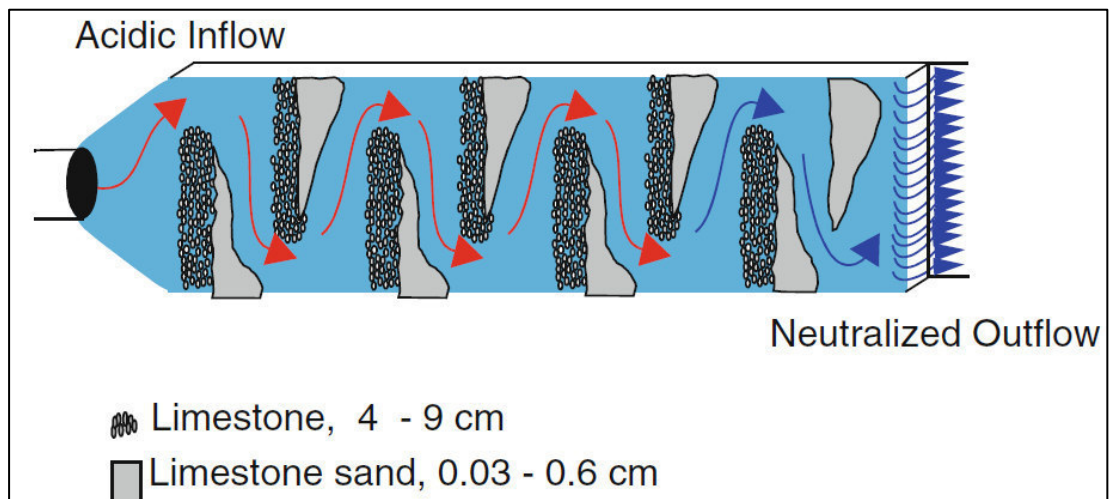 Acidic Inflow
Neutralized Outflow
Limestone, 4 - 9 cm
Limestone sand, 0.03 - 0.6 cm